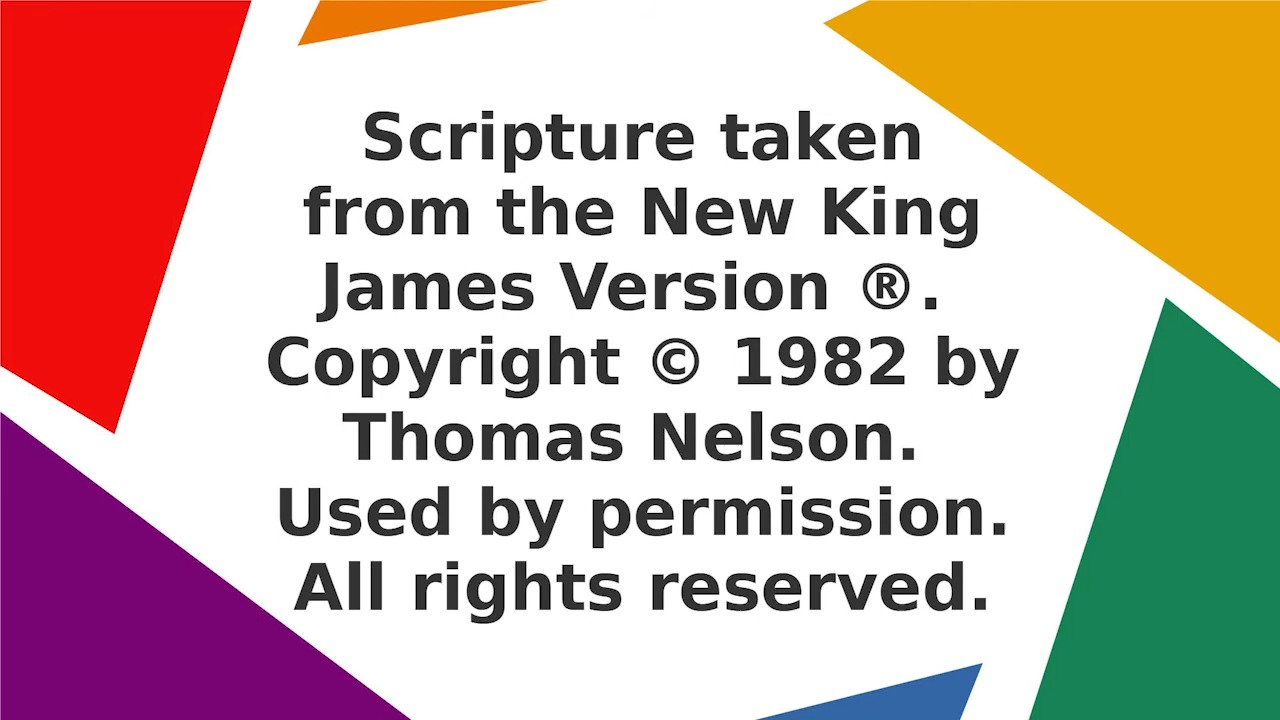 Scripture taken
from the New King
James Version ®.
Copyright © 1982 by
Thomas Nelson.
Used by permission.
All rights reserved.